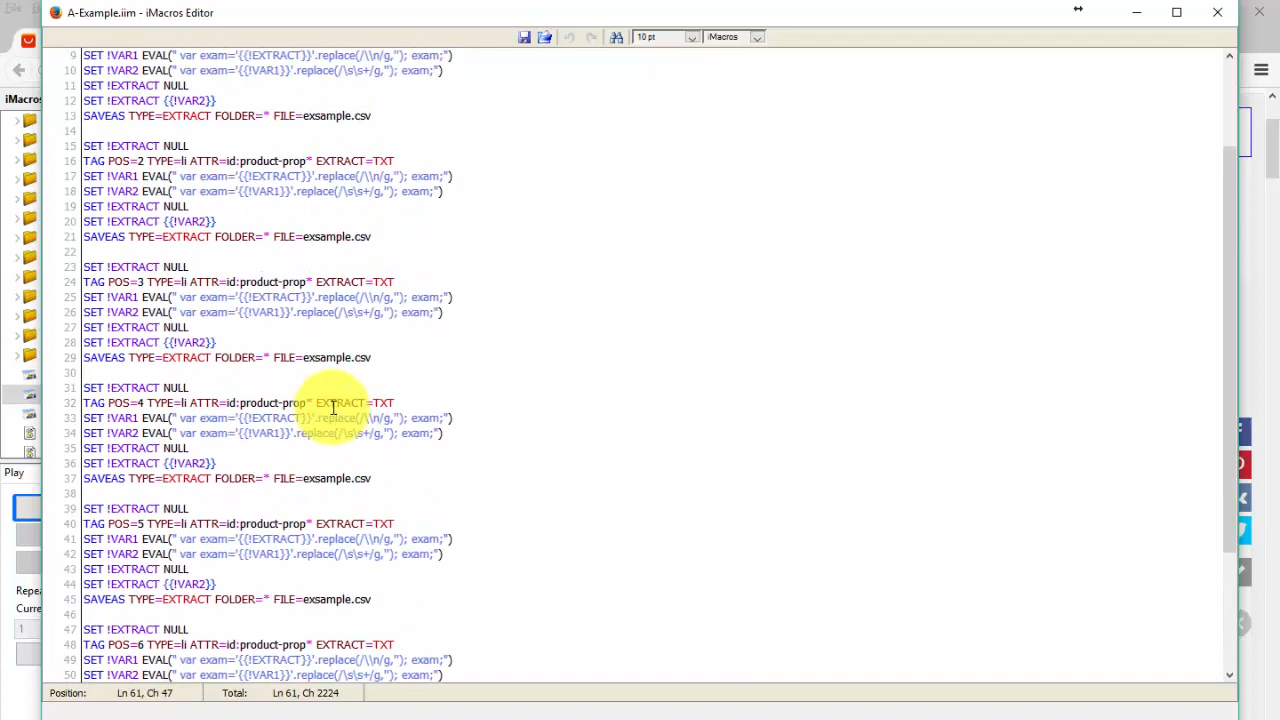 File
Ed
A-Example.iim - iMacros Editor
10 pt
iMacros
iMacros
9 SET !VAR1 EVAL(" var exam='{{!EXTRACT}}'.replace(/\\n/g,''); exam;")
10 SET !VAR2 EVAL(" var exam='{{!VAR1}}'.replace(/\s\s+/g,''); exam;")
11 SET !EXTRACT NULL
12 SET !EXTRACT {{!VAR2}}
13 SAVEAS TYPE=EXTRACT FOLDER=* FILE=exsample.csv
14
15 SET !EXTRACT NULL
16 TAG POS=2 TYPE=li ATTR=id:product-prop* EXTRACT=TXT
17 SET !VAR1 EVAL(" var exam='{{!EXTRACT}}'.replace(/\\n/g,''); exam;")
18 SET !VAR2 EVAL(" var exam='{{!VAR1}}'.replace(/\s\s+/g,''); exam;")
19 SET !EXTRACT NULL
20 SET !EXTRACT {{!VAR2}}
21 SAVEAS TYPE=EXTRACT FOLDER=* FILE=exsample.csv
22
23 SET !EXTRACT NULL
24 TAG POS=3 TYPE=li ATTR=id:product-prop* EXTRACT=TXT
25 SET !VAR1 EVAL(" var exam='{{!EXTRACT}}'.replace(/\\n/g,''); exam;")
26 SET !VAR2 EVAL(" var exam='{{!VAR1}}'.replace(/\s\s+/g,''); exam;")
27 SET !EXTRACT NULL
28 SET !EXTRACT {{!VAR2}}
29 SAVEAS TYPE=EXTRACT FOLDER=* FILE=exsample.csv
30
31 SET !EXTRACT NULL
32 TAG POS=4 TYPE=li ATTR=id:product-prop* EXTRACT=TXT
33 SET !VAR1 EVAL(" var exam='{{!EXTRACT}}'.replace(/\\n/g,''); exam;")
34 SET !VAR2 EVAL(" var exam='{{!VAR1}}'.replace(/\s\s+/g,''); exam;")
35 SET !EXTRACT NULL
36 SET !EXTRACT {{!VAR2}}
37 SAVEAS TYPE=EXTRACT FOLDER=* FILE=exsample.csv
38
39 SET !EXTRACT NULL
40 TAG POS=5 TYPE=li ATTR=id:product-prop* EXTRACT=TXT
41 SET !VAR1 EVAL(" var exam='{{!EXTRACT}}'.replace(/\\n/g,''); exam;")
42 SET !VAR2 EVAL(" var exam='{{!VAR1}}'.replace(/\s\s+/g,''); exam;")
43 SET !EXTRACT NULL
44 SET !EXTRACT {{!VAR2}}
45 SAVEAS TYPE=EXTRACT FOLDER=* FILE=exsample.csv
46
47 SET !EXTRACT NULL
48 TAG POS=6 TYPE=li ATTR=id:product-prop* EXTRACT=TXT
49 SET !VAR1 EVAL(" var exam='{{!EXTRACT}}'.replace(/\\n/g,''); exam;")
50 SET !VAR2 EVAL(" var exam='{{!VAR1}}'.replace(/\s\s+/g,''); exam;")
Play
Repea
Curre
1
Position: Ln 61, Ch 47 Total: Ln 61, Ch 2224